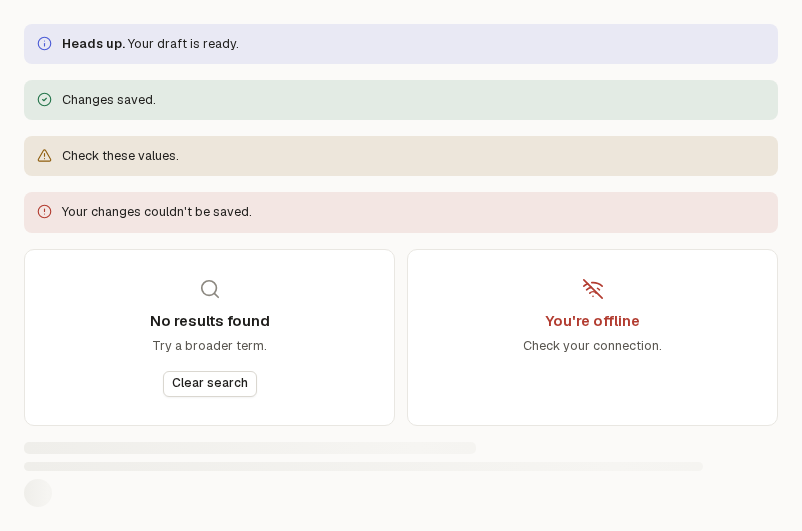 Heads up. Your draft is ready.
Changes saved.
Check these values.
Your changes couldn't be saved.
No results found
Try a broader term.
Clear search
You're offline
Check your connection.